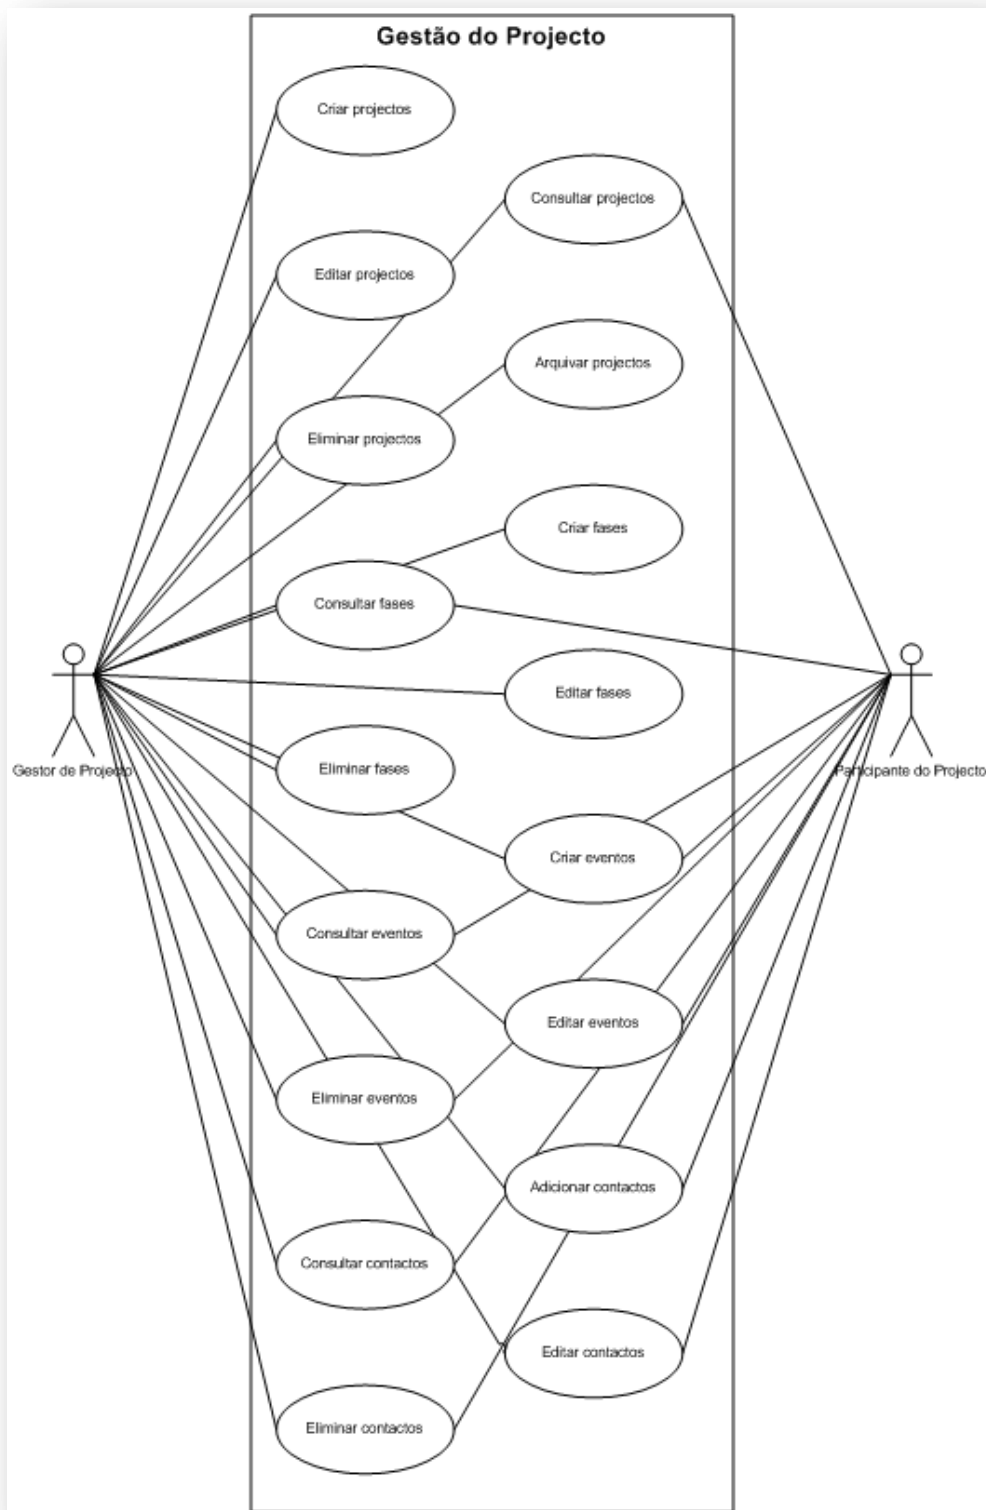 Gestão do Projecto
Criar projectos
Consultar projectos
Editar projectos
Arquivar projectos
Eliminar projectos
Criar fases
Consultar fases
Editar fases
Gestor de Projecto
Eliminar fases
Participante do Projecto
Criar eventos
Consultar eventos
Editar eventos
Eliminar eventos
Adicionar contactos
Consultar contactos
Editar contactos
Eliminar contactos